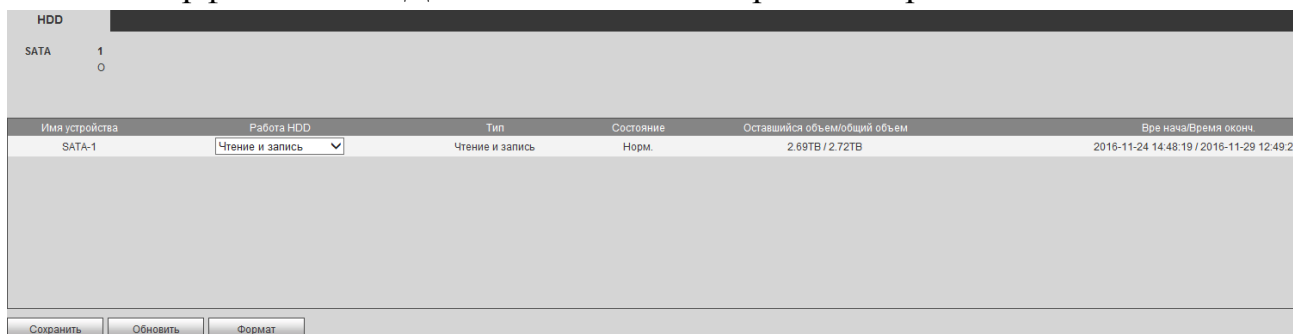 HDD
SATA 1
O
Имя устройства Работа HDD Тип Состояние Оставшийся объем/общий объем Вре нача/Время оконч.
SATA-1 Чтение и запись Чтение и запись Норм. 2.69TB / 2.72TB 2016-11-24 14:48:19 / 2016-11-29 12:49:2
Сохранить Обновить Формат